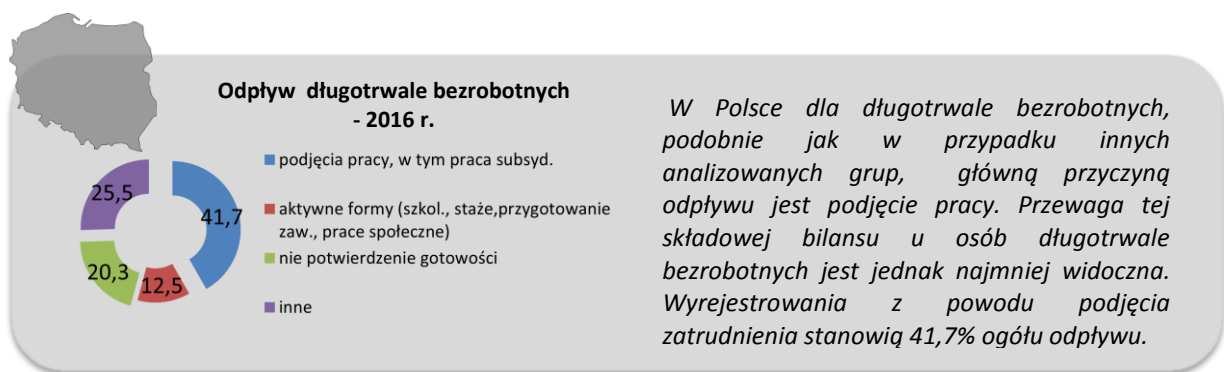 Odpływ długotrwale bezrobotnych
- 2016 r.
podjęcia pracy, w tym praca subsyd.
aktywne formy (szkol., staże,przygotowanie
zaw., prace społeczne)
nie potwierdzenie gotowości
inne
25,5
41,7
20,3
12,5
W Polsce dla długotrwale bezrobotnych,
podobnie jak w przypadku innych
analizowanych grup, główną przyczyną
odpływu jest podjęcie pracy. Przewaga tej
składowej bilansu u osób długotrwale
bezrobotnych jest jednak najmniej widoczna.
Wyrejestrowania z powodu podjęcia
zatrudnienia stanowią 41,7% ogółu odpływu.